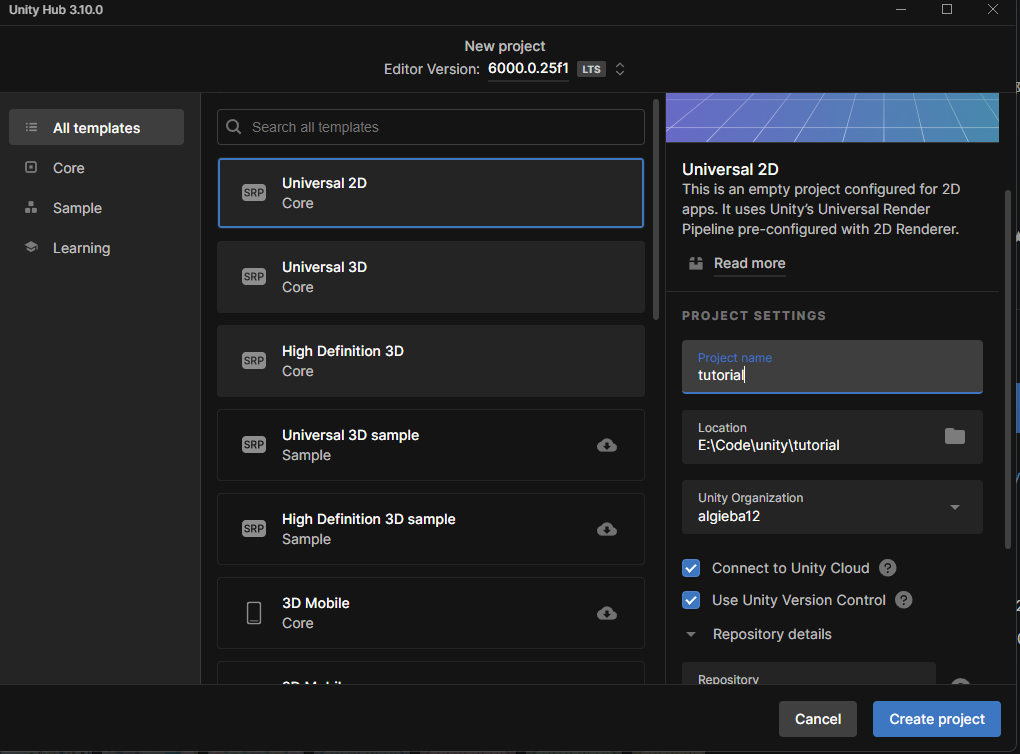 Unity Hub 3.10.0
New project
Editor Version: 6000.0.25f1 LTS
All templates
Core
Sample
Learning
Search all templates
SRP
Universal 2D
Core
SRP
Universal 3D
Core
SRP
High Definition 3D
Core
SRP
Universal 3D sample
Sample
SRP
High Definition 3D sample
Sample
3D Mobile
Core
Universal 2D
This is an empty project configured for 2D
apps. It uses Unity’s Universal Render
Pipeline pre-configured with 2D Renderer.
Read more
PROJECT SETTINGS
Project name
tutorial
Location
E:\Code\unity\tutorial
Unity Organization
algieba12
Connect to Unity Cloud ?
Use Unity Version Control ?
Repository details
Repository
Cancel
Create project